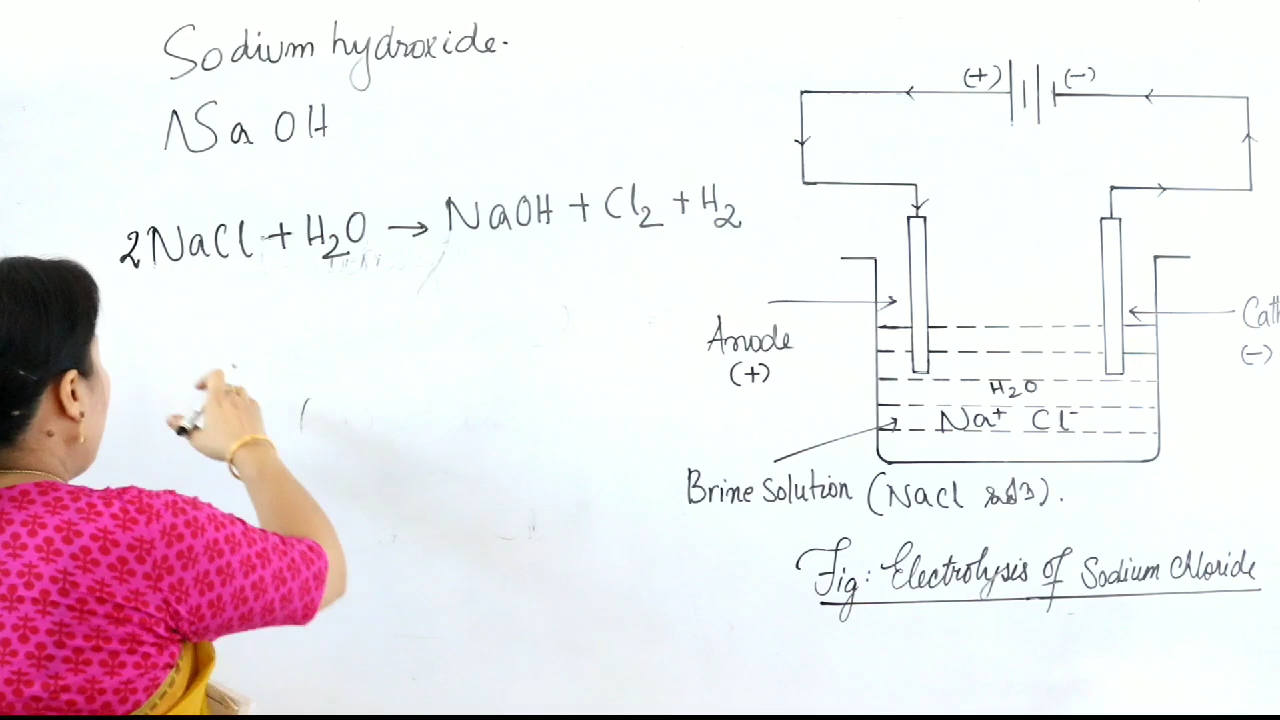 Sodium hydroxide.
NaOH
2NaCl + H₂O → NaOH + Cl₂ + H₂
(+) (-)
Anode
(+)
Cath
(-)
H₂O
Na⁺ Cl⁻
Brine solution (NaCl
Fig: Electrolysis of Sodium Chloride